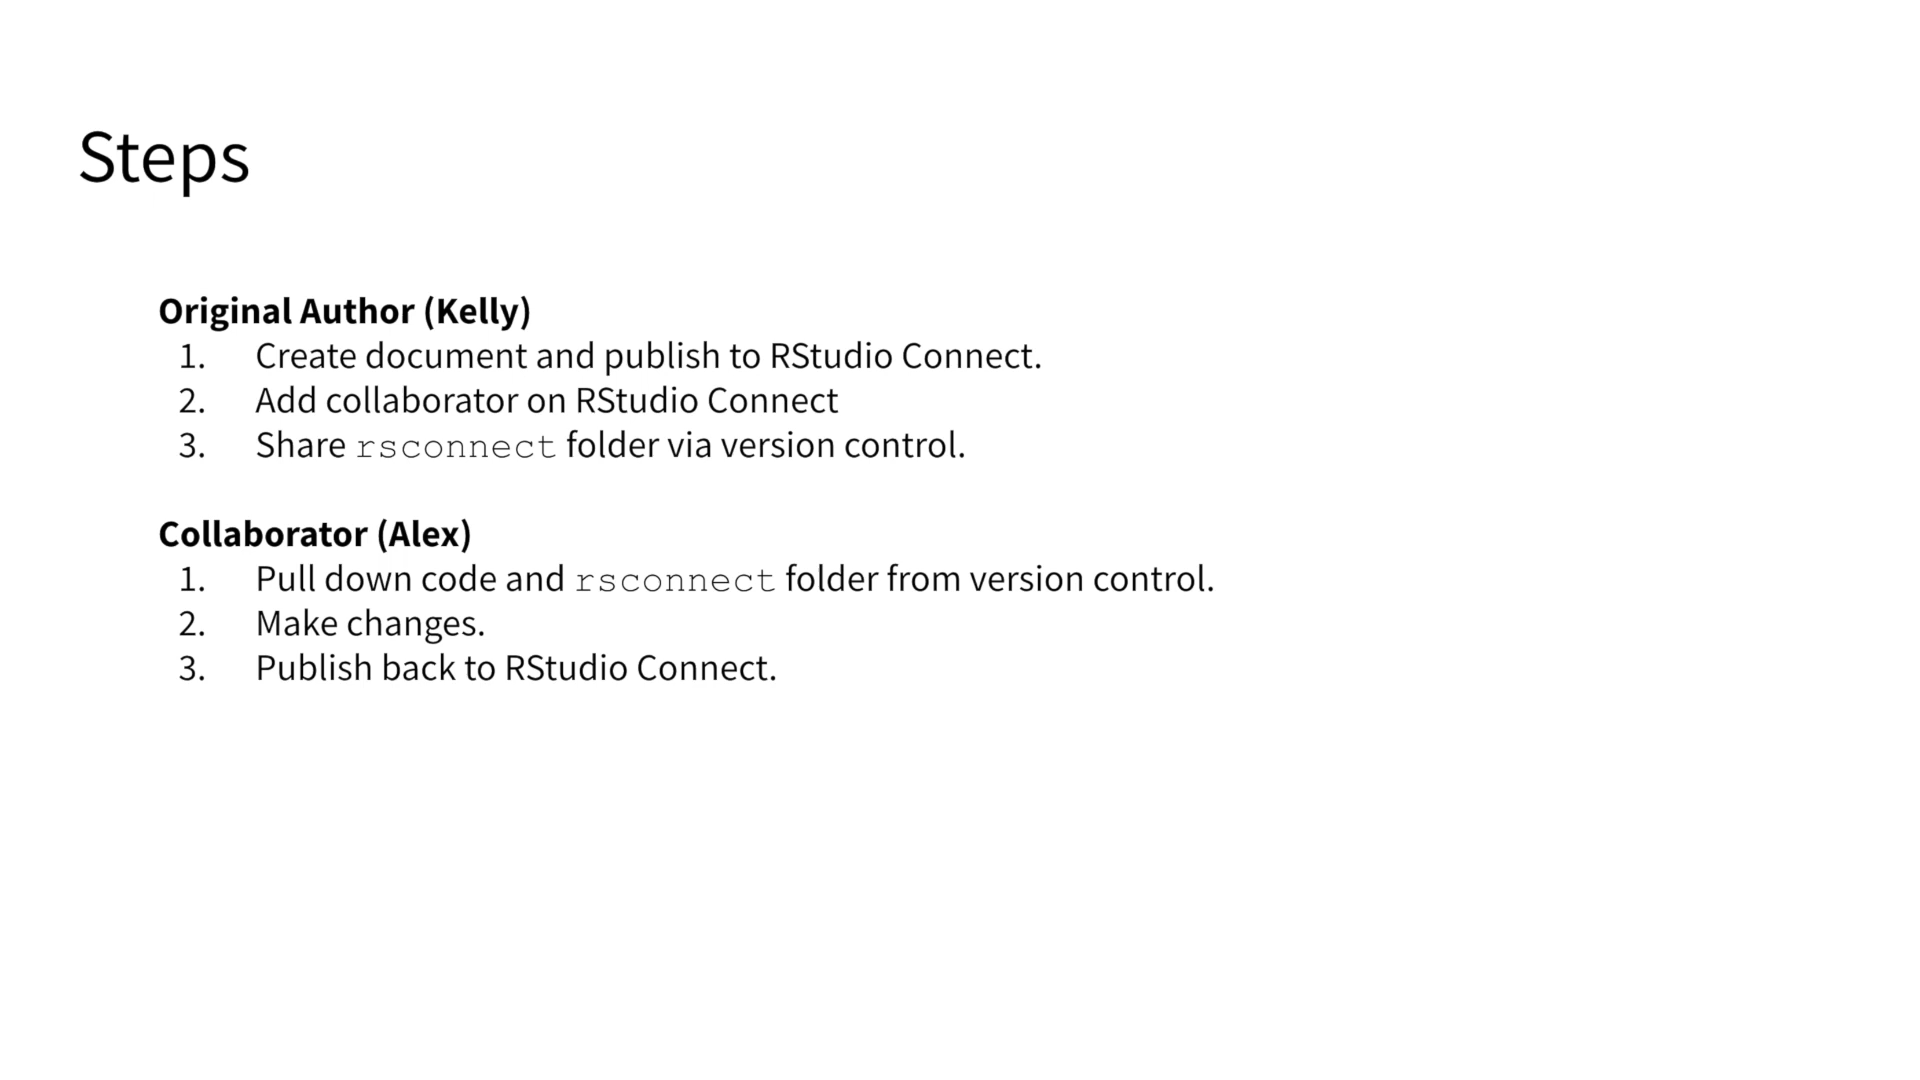 Steps
Original Author (Kelly)
1. Create document and publish to RStudio Connect.
2. Add collaborator on RStudio Connect
3. Share rsconnect folder via version control.
Collaborator (Alex)
1. Pull down code and rsconnect folder from version control.
2. Make changes.
3. Publish back to RStudio Connect.